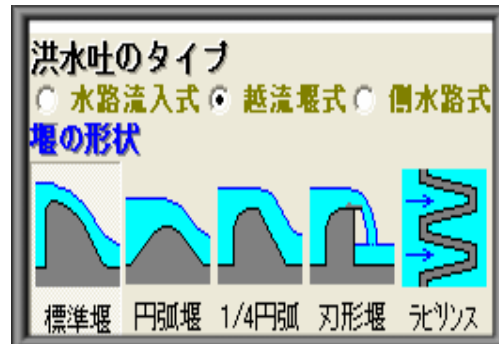 洪水吐のタイプ
水路流入式 越流堰式 側水路式
堰の形状
標準堰 円弧堰 1/4円弧 刃形堰 ラビリンス